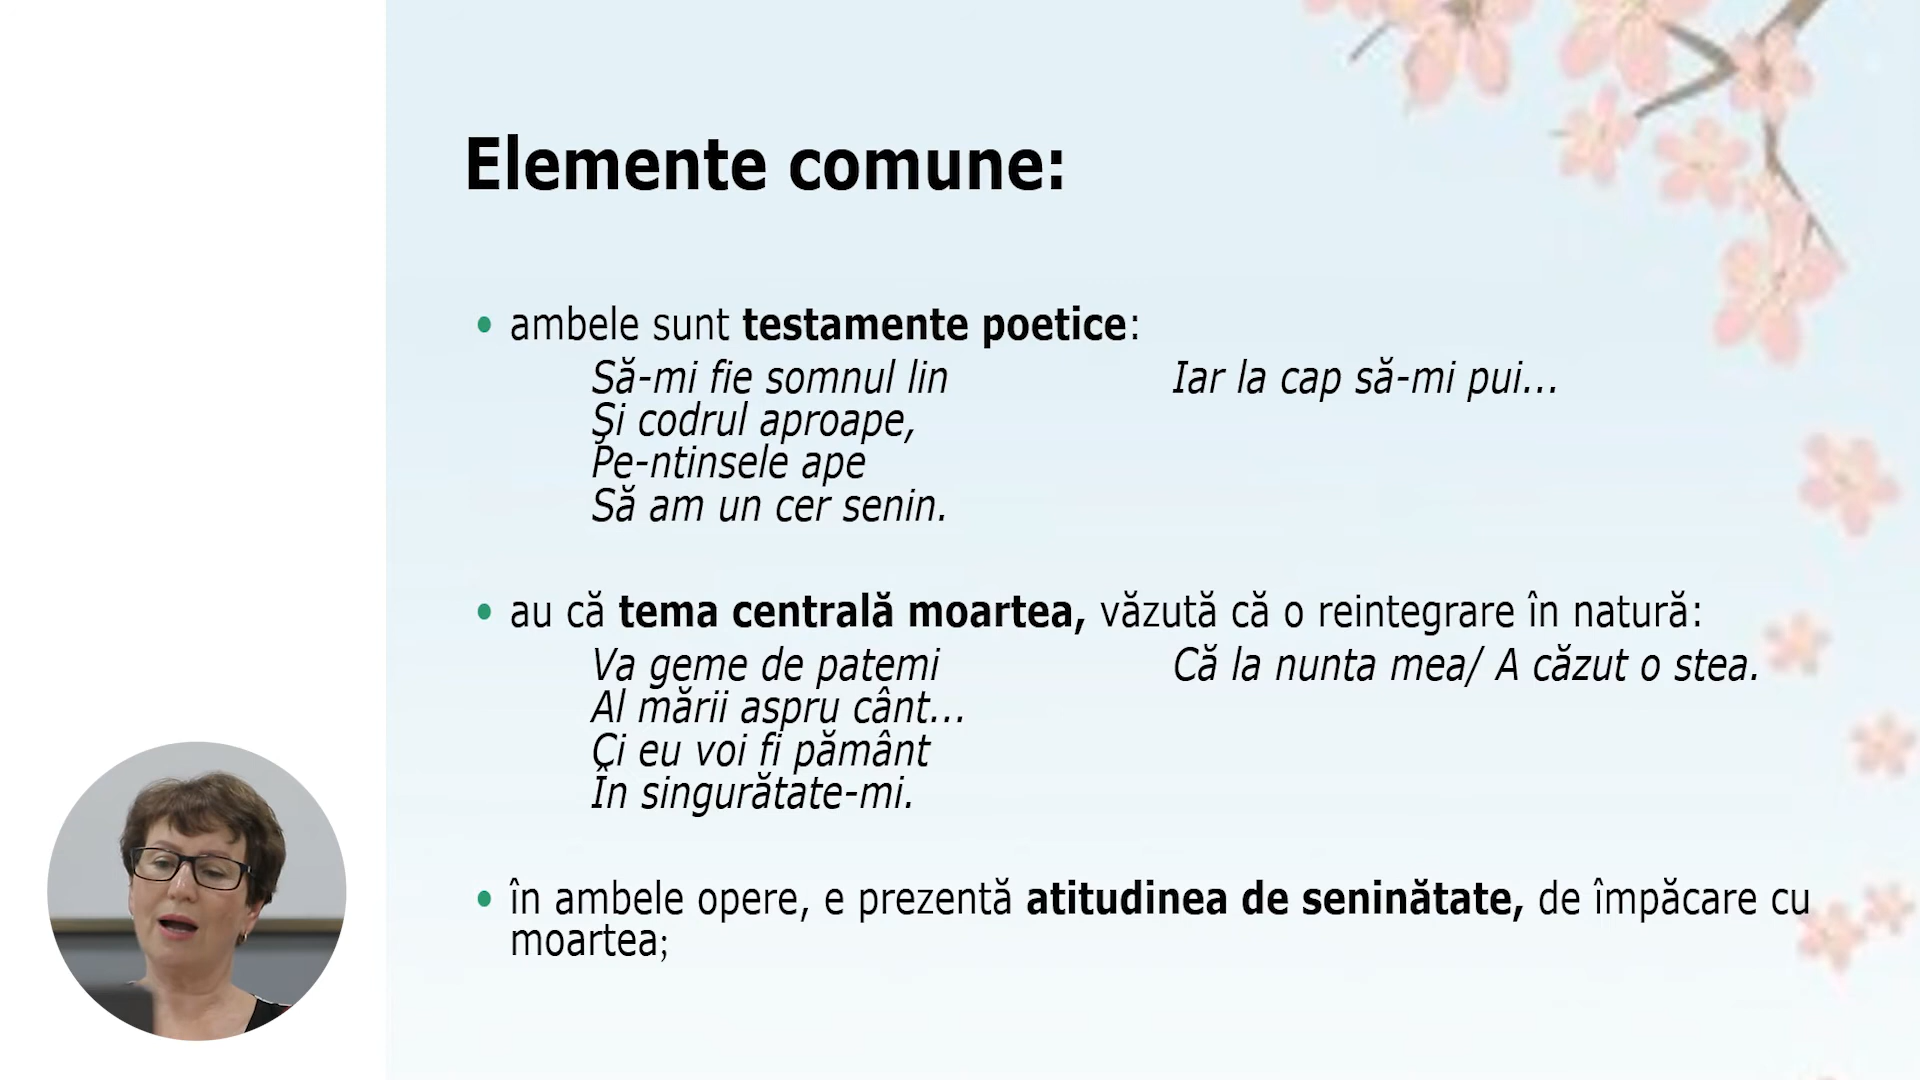 Elemente comune:
• ambele sunt testamente poetice:
Să-mi fie somnul lin Iar la cap să-mi pui...
Şi codrul aproape,
Pe-ntinsele ape
Să am un cer senin.
• au că tema centrală moartea, văzută că o reintegrare în natură:
Va geme de patemi Că la nunta mea/ A căzut o stea.
Al mării aspru cânt...
Ci eu voi fi pământ
În singurătate-mi.
• în ambele opere, e prezentă atitudinea de seninătate, de împăcare cu
moartea;